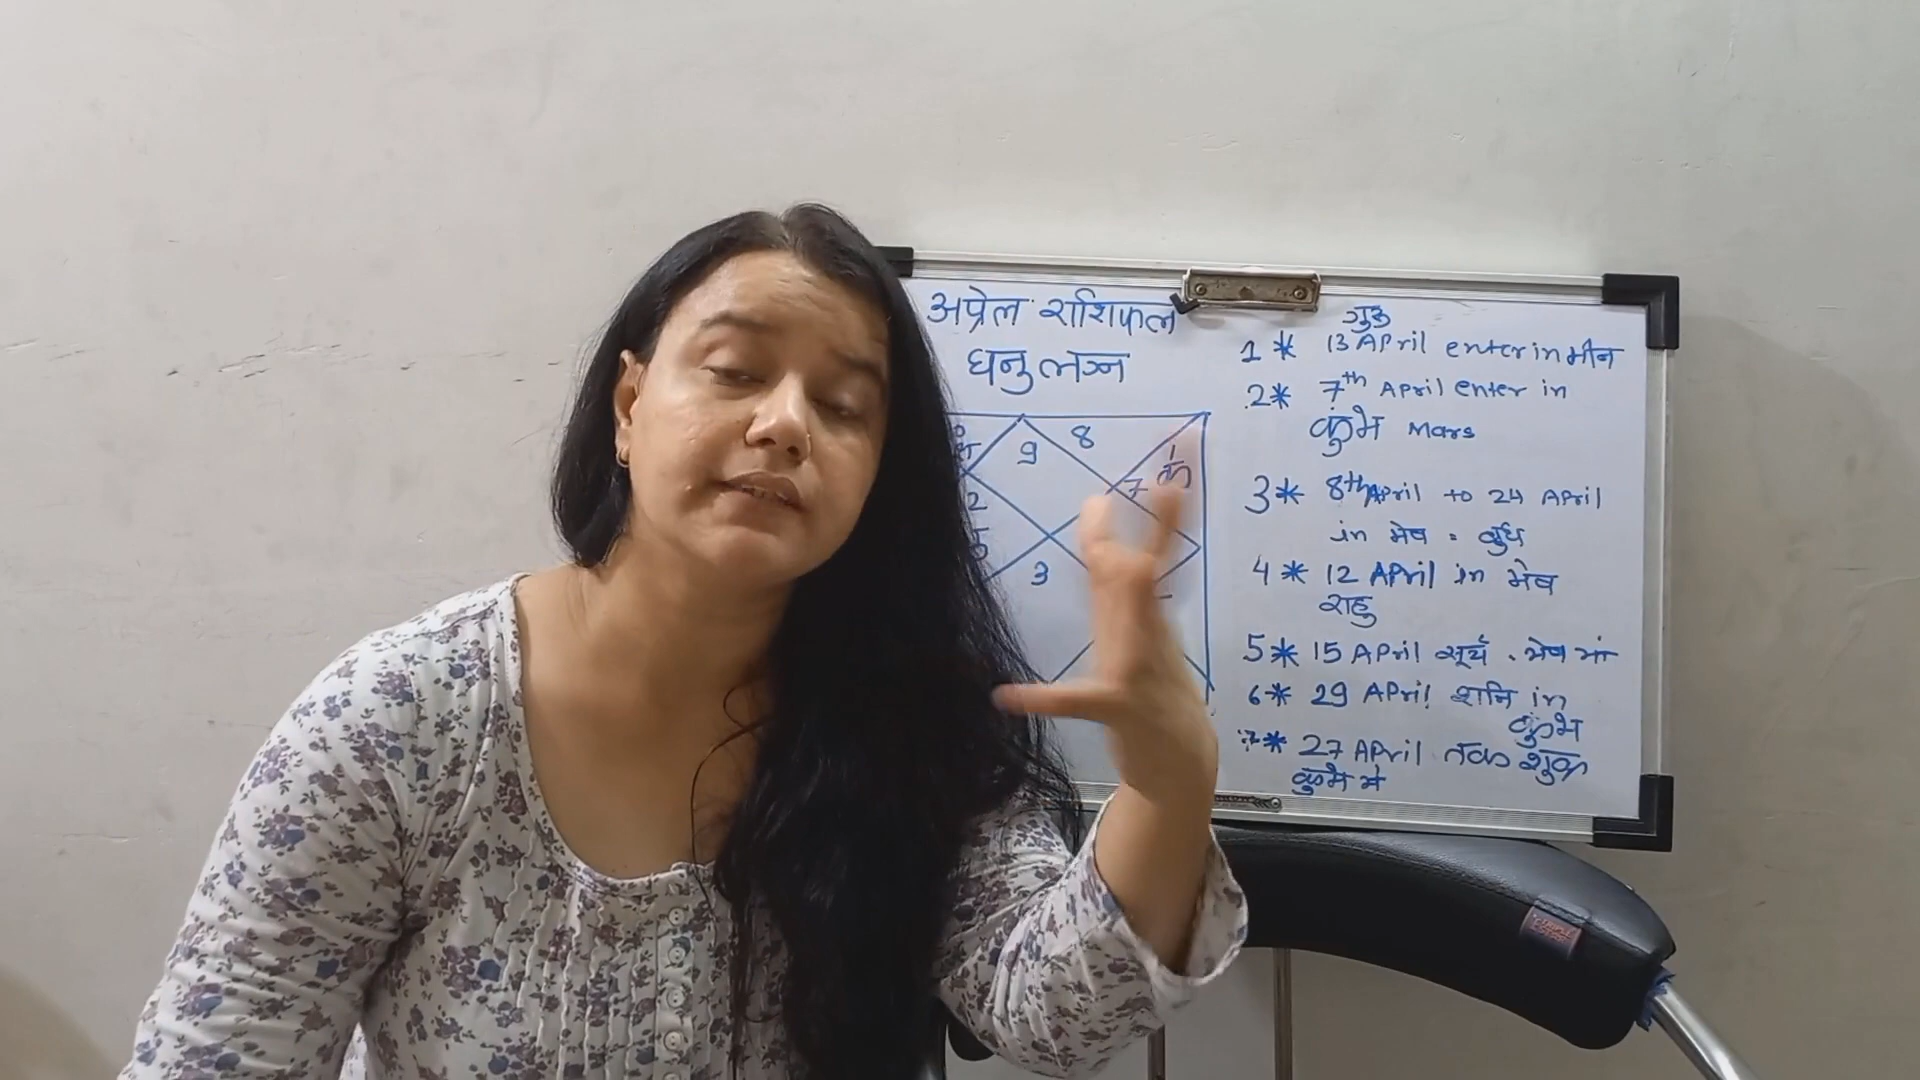 अप्रेल राशिफल
धनु लग्न
9
8
7
2
3
गुरु
1 * 13 April enter in मीन
2 * 7th April enter in
कुंभ Mars
3 * 8th April to 24 April
in मेष = बुध
4 * 12 April in मेष
राहु
5 * 15 April सूर्य . मेष मां
6 * 29 April शनि in
कुंभ
7 * 27 April तक शुक्र
कुंभ में